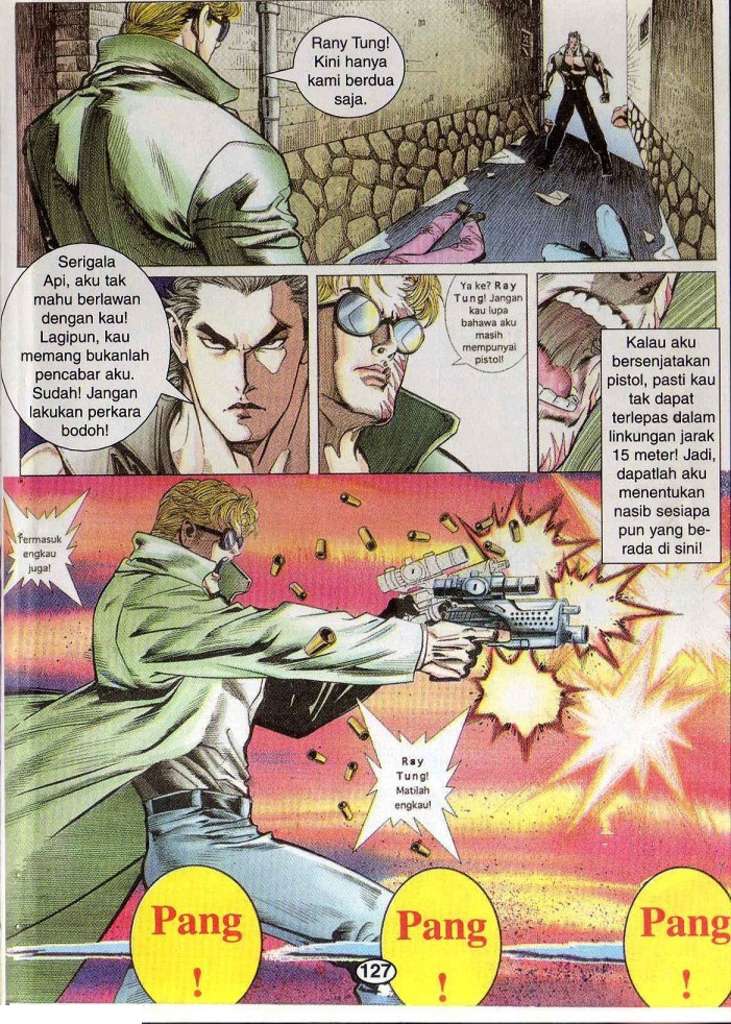 Rany Tung!
Kini hanya
kami berdua
saja.
Serigala
Api, aku tak
mahu berlawan
dengan kau!
Lagipun, kau
memang bukanlah
pencabar aku.
Sudah! Jangan
lakukan perkara
bodoh!
Ya ke? Ray
Tung! Jangan
kau lupa
bahawa aku
masih
mempunyai
pistol!
Kalau aku
bersenjatakan
pistol, pasti kau
tak dapat
terlepas dalam
linkungan jarak
15 meter! Jadi,
dapatlah aku
menentukan
nasib sesiapa
pun yang be-
rada di sini!
Termasuk
engkau
juga!
Ray
Tung!
Matilah
engkau!
Pang
!
Pang
!
Pang
!
127